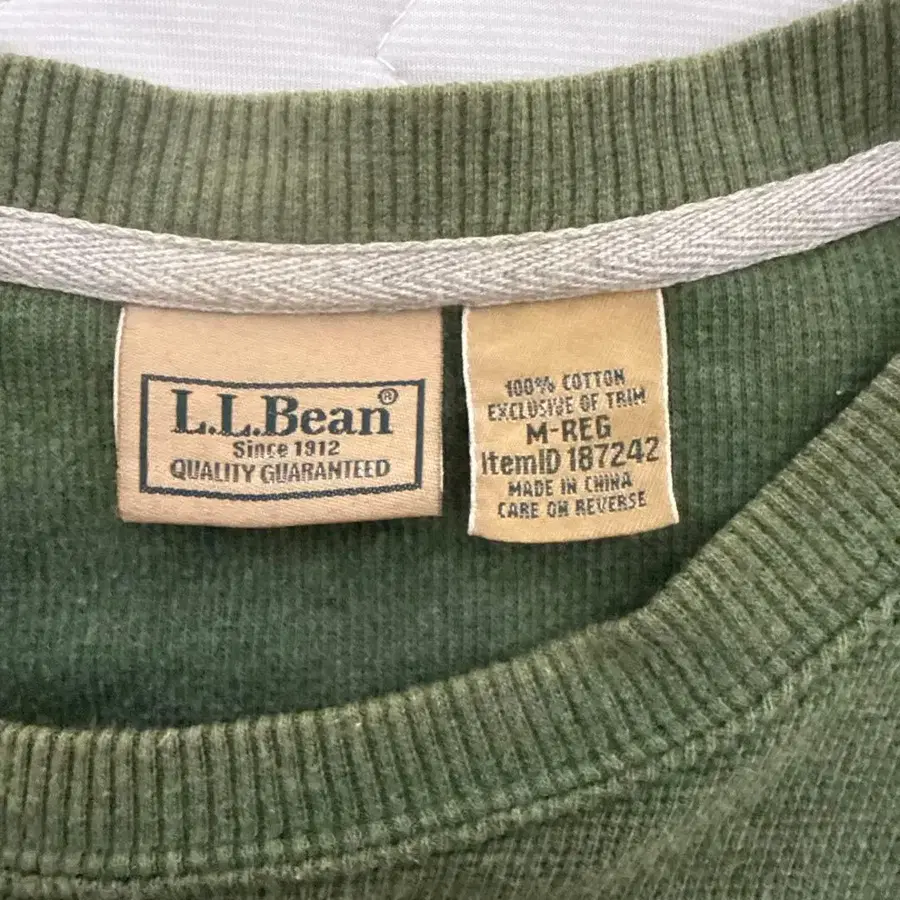 L.L.Bean®
Since 1912
QUALITY GUARANTEED
100% COTTON
EXCLUSIVE OF TRIM
M-REG
ItemID 187242
MADE IN CHINA
CARE ON REVERSE